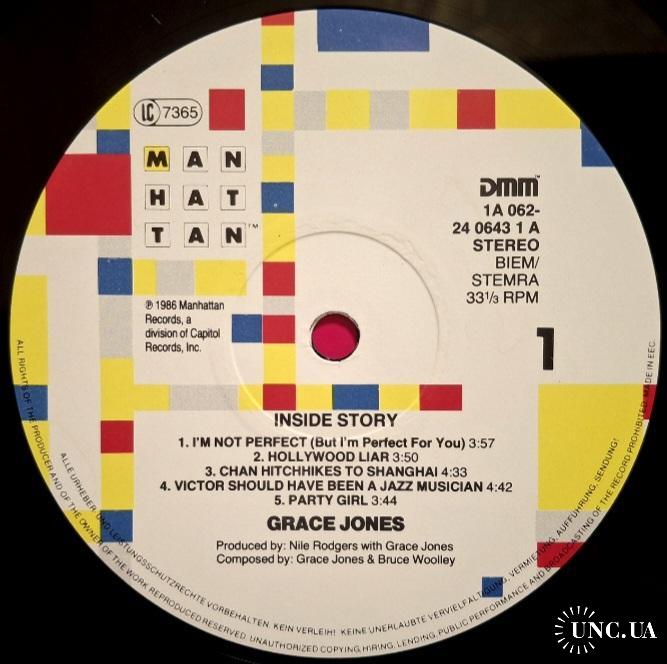 LC 7365
MAN
HAT
TAN™
DMM™
1A 062-
24 0643 1 A
STEREO
BIEM/
STEMRA
33⅓ RPM
℗ 1986 Manhattan
Records, a
division of Capitol
Records, Inc.
1
INSIDE STORY
1. I'M NOT PERFECT (But I'm Perfect For You) 3:57
2. HOLLYWOOD LIAR 3:50
3. CHAN HITCHHIKES TO SHANGHAI 4:33
4. VICTOR SHOULD HAVE BEEN A JAZZ MUSICIAN 4:42
5. PARTY GIRL 3:44
GRACE JONES
Produced by: Nile Rodgers with Grace Jones
Composed by: Grace Jones & Bruce Woolley
ALLE URHEBER- UND LEISTUNGSSCHUTZRECHTE VORBEHALTEN. KEIN VERLEIH! KEINE UNERLAUBTE VERVIELFÄLTIGUNG, VERMIETUNG, AUFFÜHRUNG, SENDUNG!
ALL RIGHTS OF THE PRODUCER AND OF THE OWNER OF THE WORK REPRODUCED RESERVED. UNAUTHORIZED COPYING, HIRING, LENDING, PUBLIC PERFORMANCE AND BROADCASTING OF THE RECORD PROHIBITED. MADE IN EEC.
UNC.UA